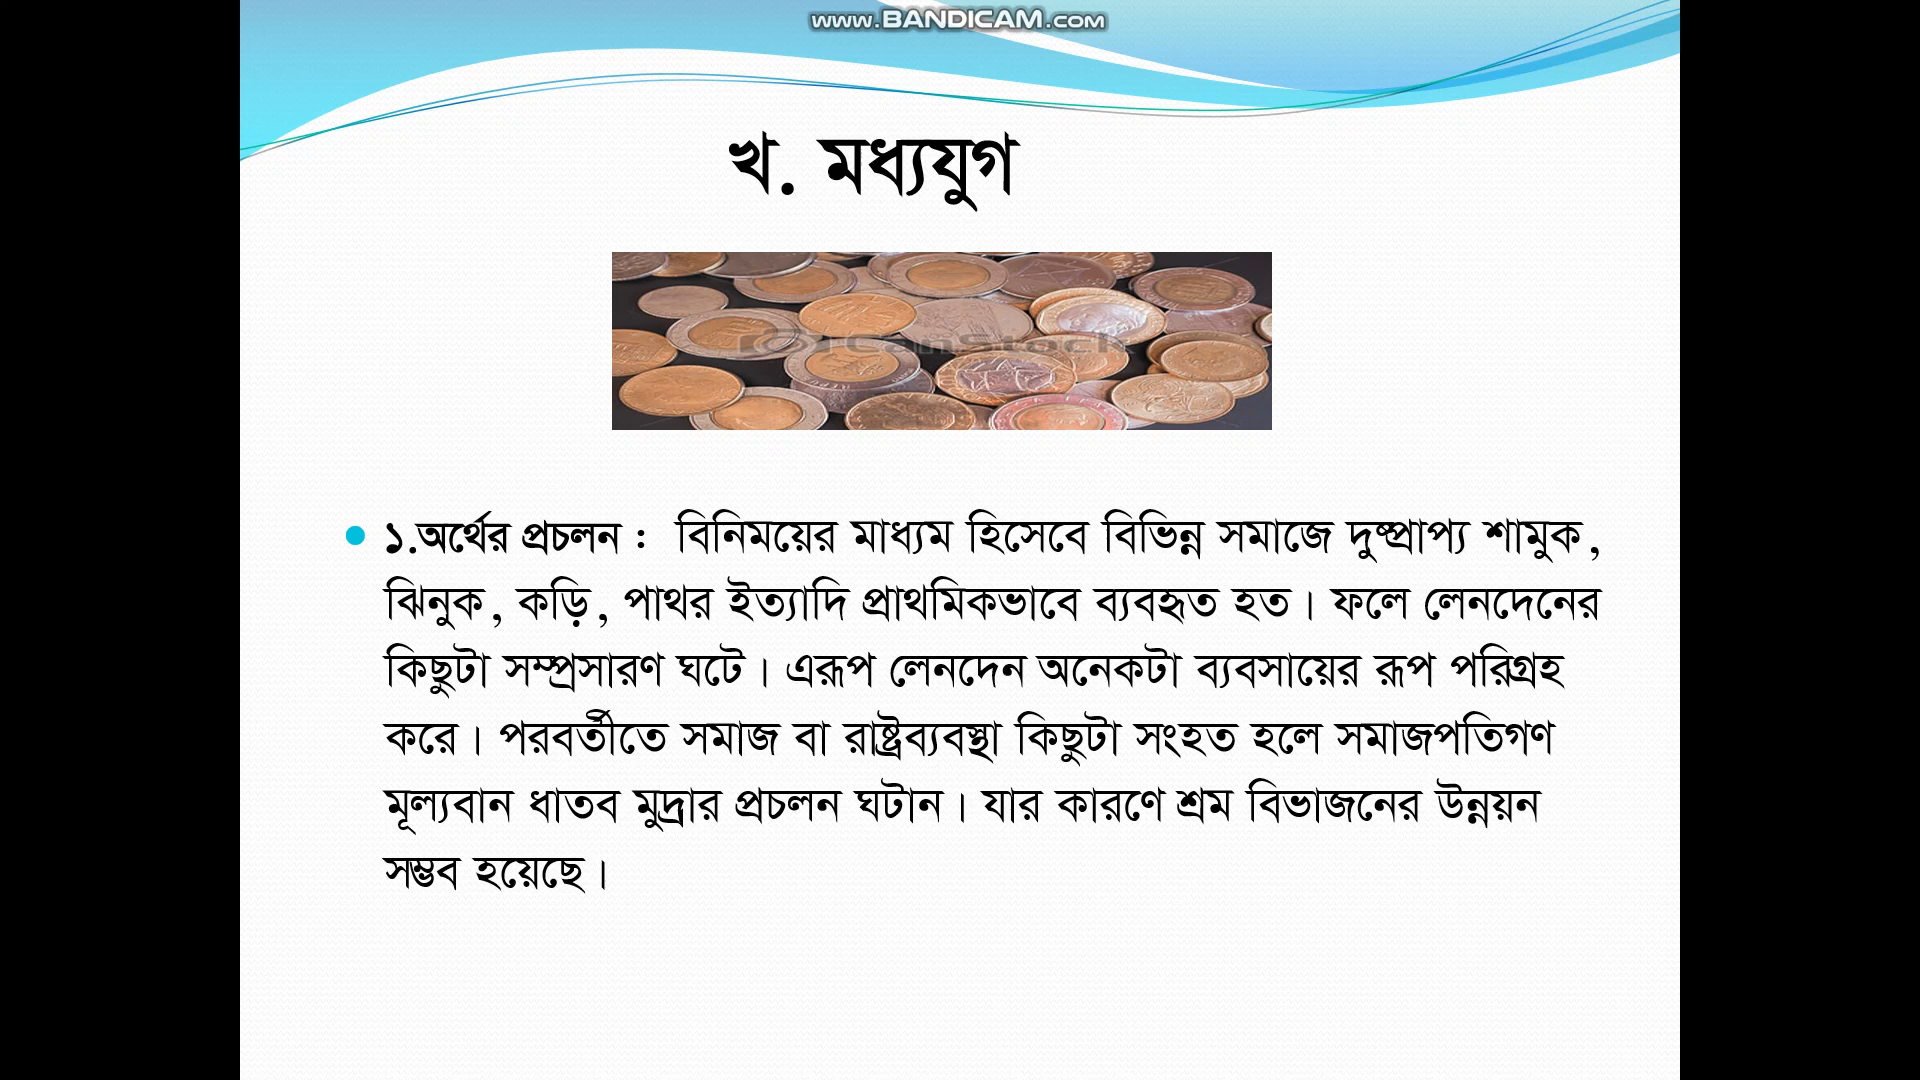 www.BANDICAM.com
খ. মধ্যযুগ
CanStock
১.অর্থের প্রচলন : বিনিময়ের মাধ্যম হিসেবে বিভিন্ন সমাজে দুষ্প্রাপ্য শামুক,
ঝিনুক, কড়ি, পাথর ইত্যাদি প্রাথমিকভাবে ব্যবহৃত হত। ফলে লেনদেনের
কিছুটা সম্প্রসারণ ঘটে। এরূপ লেনদেন অনেকটা ব্যবসায়ের রূপ পরিগ্রহ
করে। পরবর্তীতে সমাজ বা রাষ্ট্রব্যবস্থা কিছুটা সংহত হলে সমাজপতিগণ
মূল্যবান ধাতব মুদ্রার প্রচলন ঘটান। যার কারণে শ্রম বিভাজনের উন্নয়ন
সম্ভব হয়েছে।